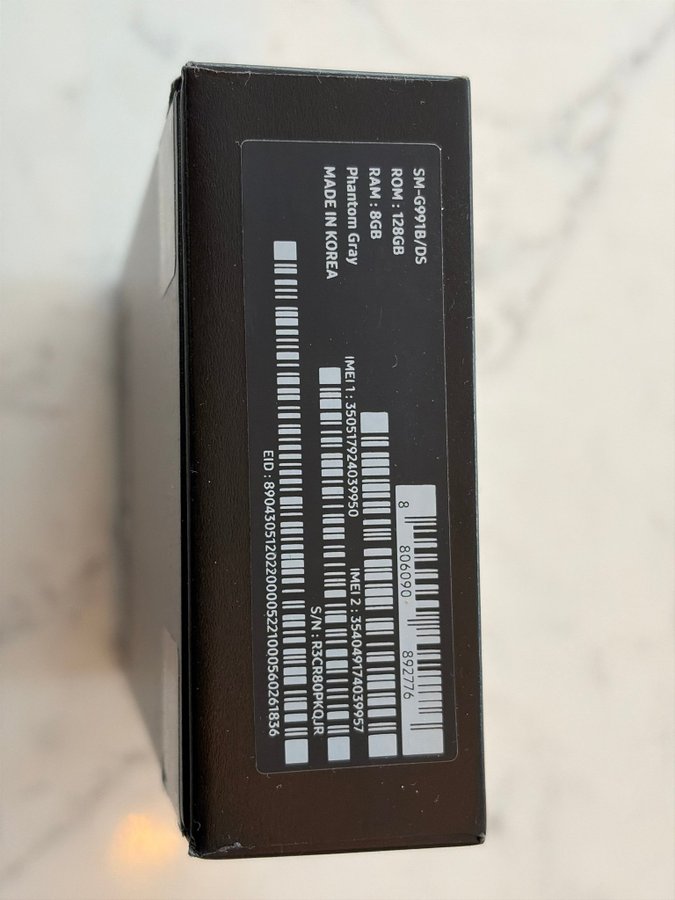 SM-G991B/DS
ROM : 128GB
RAM : 8GB
Phantom Gray
MADE IN KOREA
8 806090 892776
IMEI 1 : 350517924039950
IMEI 2 : 354049174039957
S/N : R3CR80PKQJR
EID : 89043051202200005221000560261836